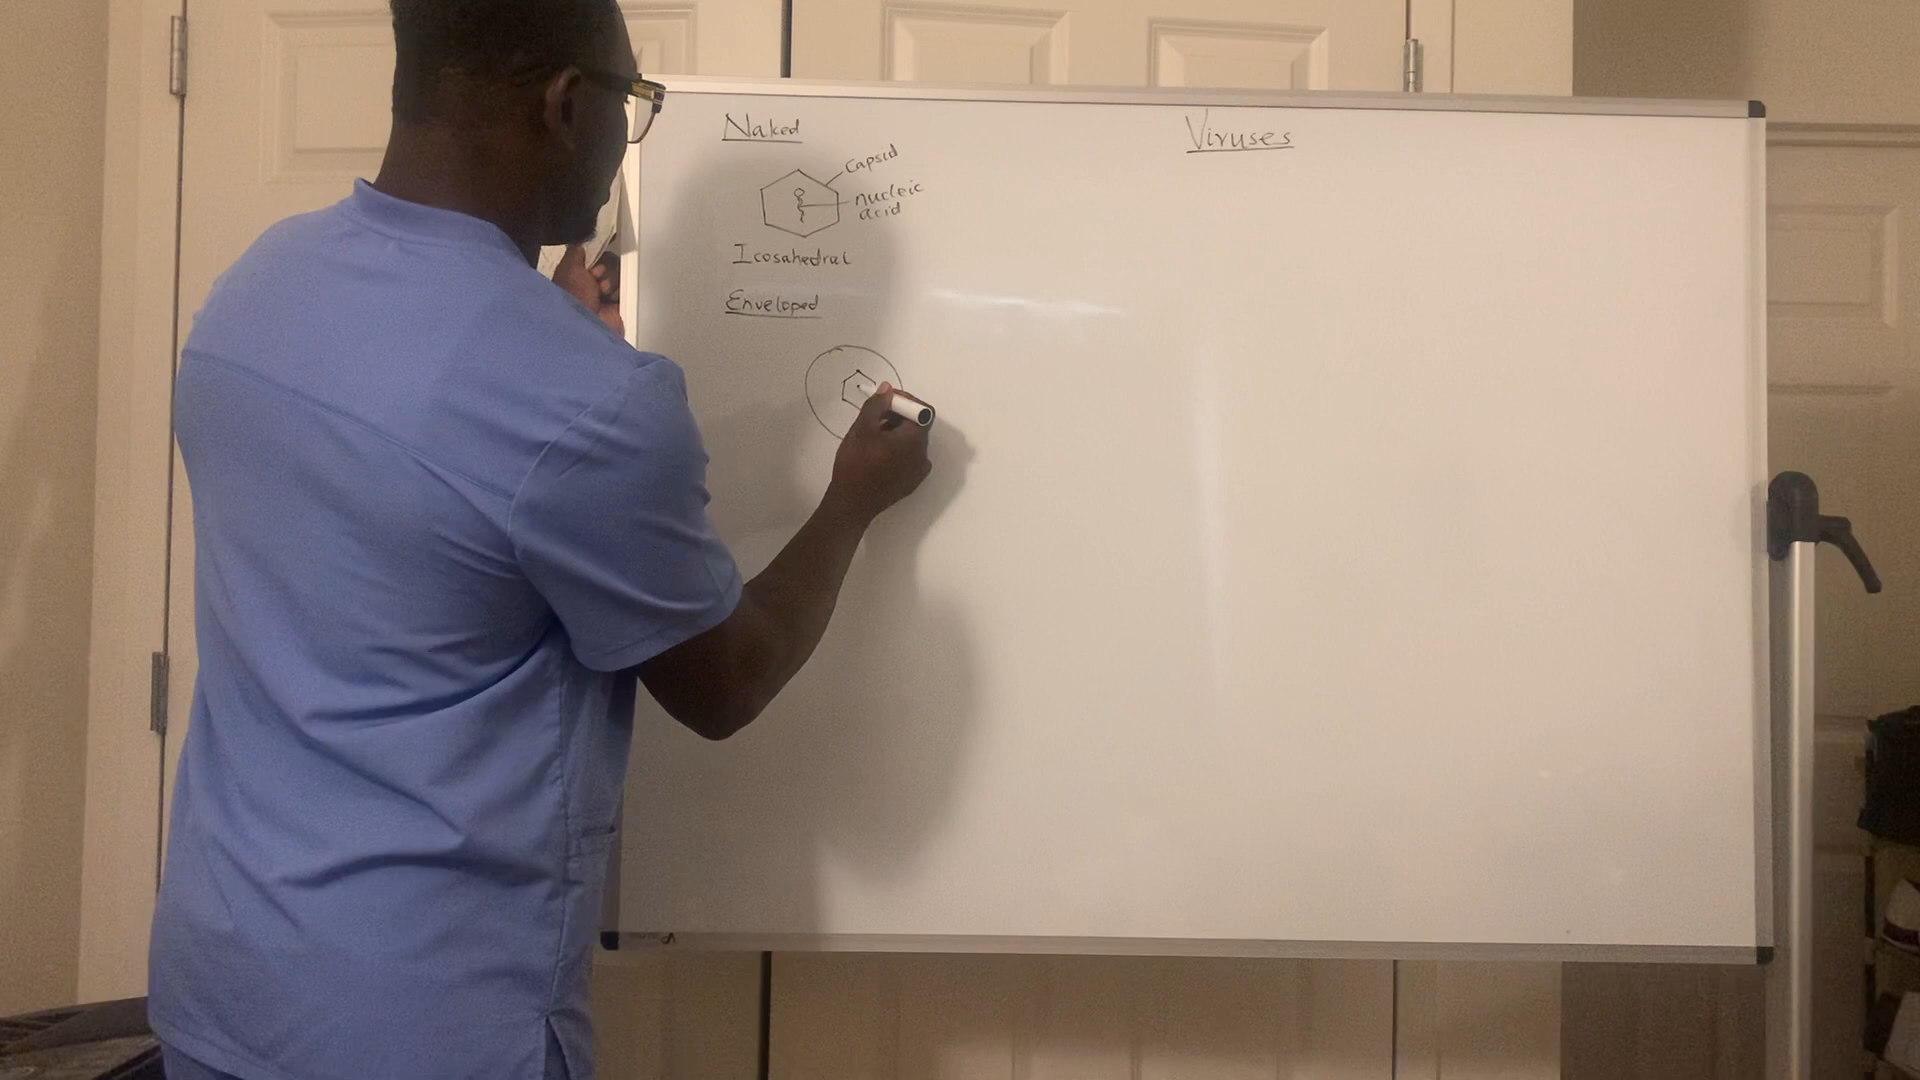 Naked
Viruses
Capsid
nucleic
acid
Icosahedral
Enveloped